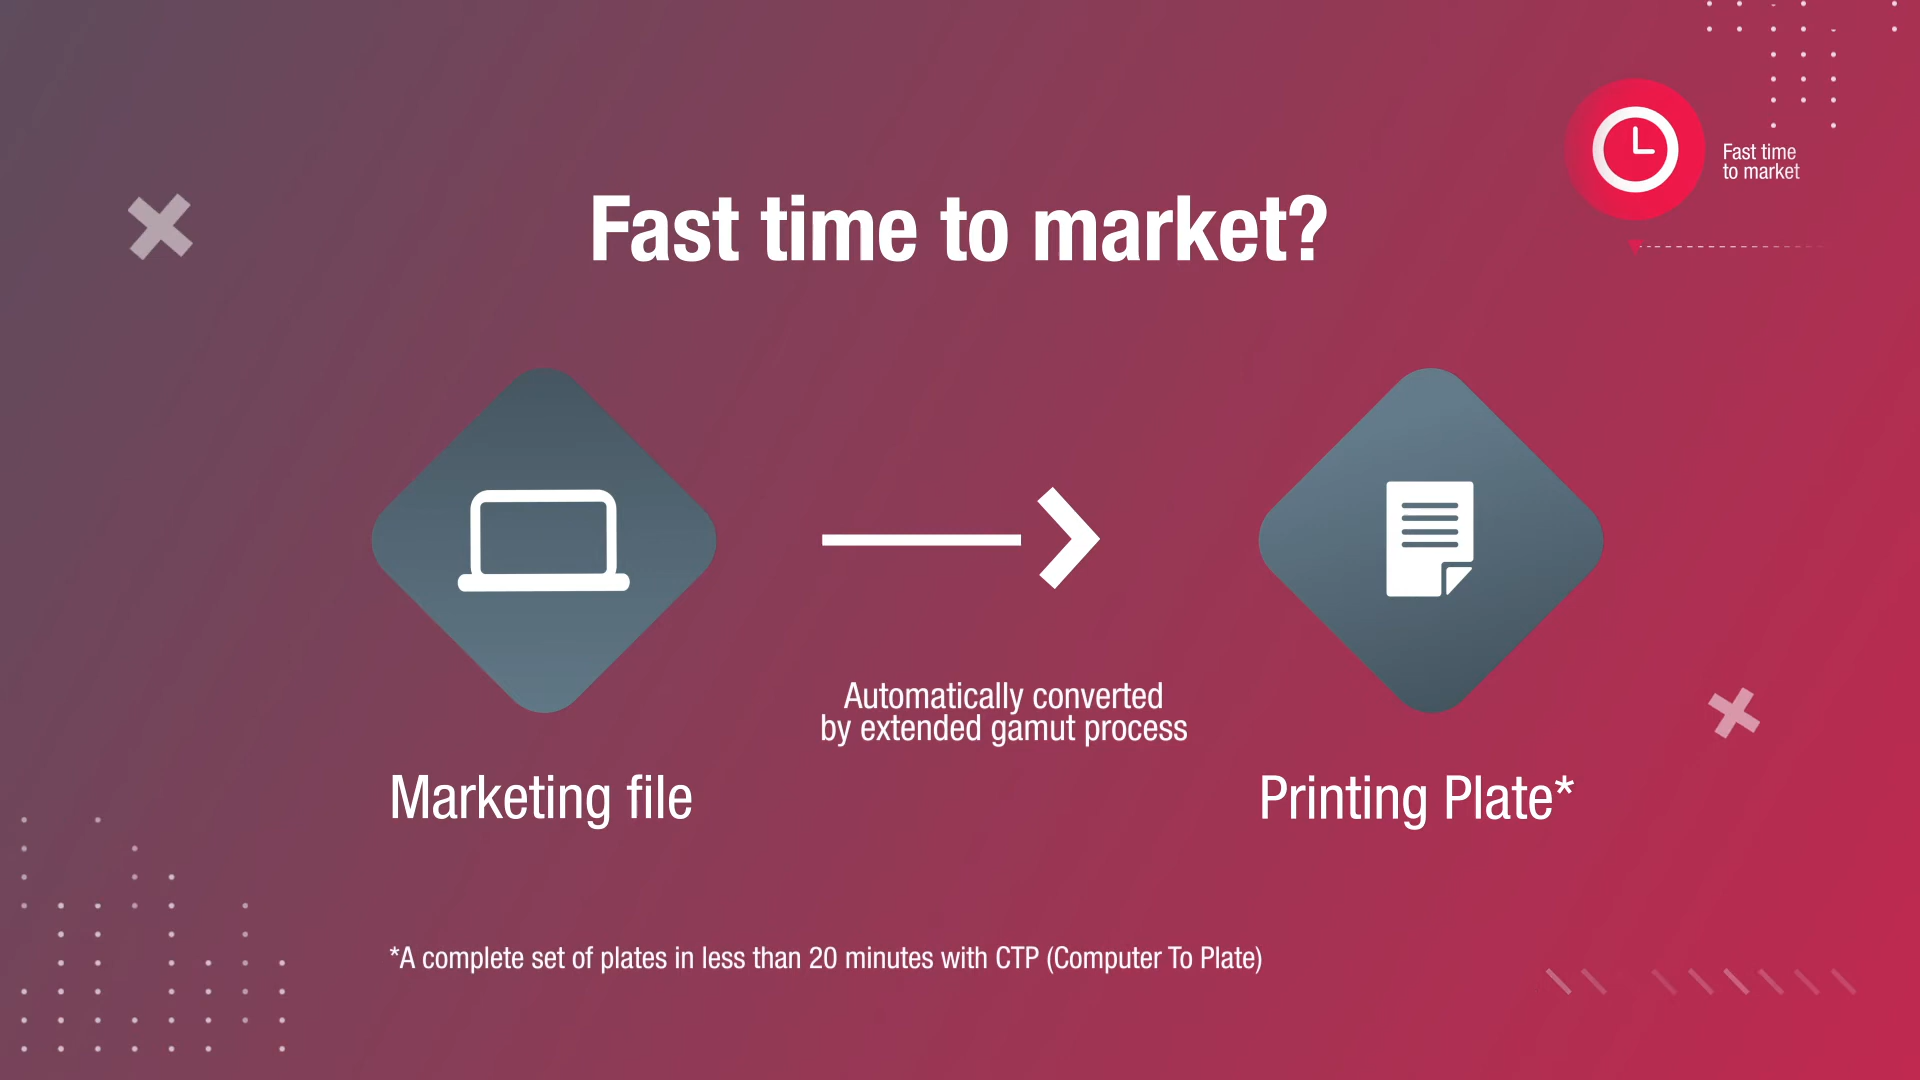 Fast time
to market
Fast time to market?
Automatically converted
by extended gamut process
Marketing file
Printing Plate*
*A complete set of plates in less than 20 minutes with CTP (Computer To Plate)